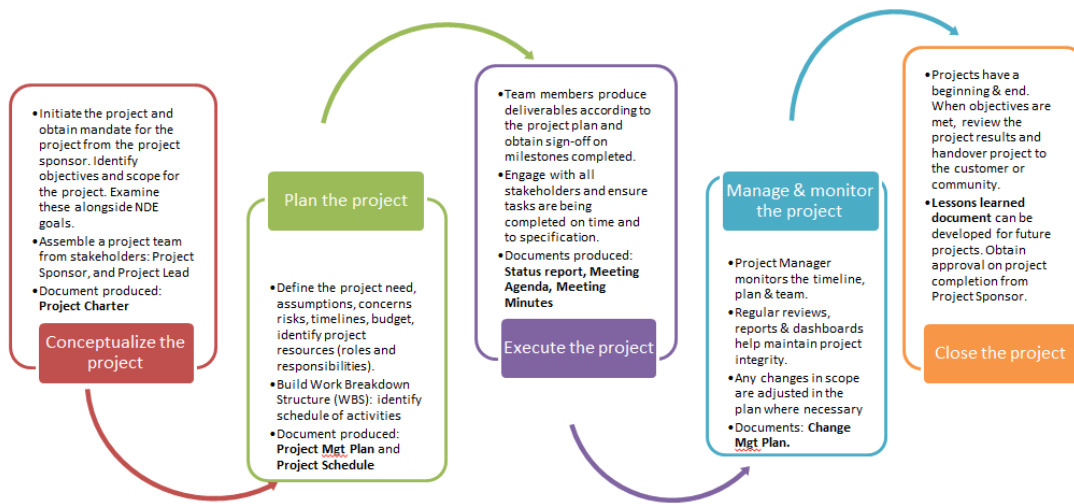 •Initiate the project and
obtain mandate for the
project from the project
sponsor. Identify
objectives and scope for
the project. Examine
these alongside NDE
goals.
•Assemble a project team
from stakeholders: Project
Sponsor, and Project Lead
•Document produced:
Project Charter
Conceptualize the
project
Plan the project
•Define the project need,
assumptions, concerns
risks, timelines, budget,
identify project
resources (roles and
responsibilities).
•Build Work Breakdown
Structure (WBS): identify
schedule of activities
•Document produced:
Project Mgt Plan and
Project Schedule
•Team members produce
deliverables according to
the project plan and
obtain sign-off on
milestones completed.
•Engage with all
stakeholders and ensure
tasks are being
completed on time and
to specification.
•Documents produced:
Status report, Meeting
Agenda, Meeting
Minutes
Execute the project
Manage & monitor
the project
•Project Manager
monitors the timeline,
plan & team.
•Regular reviews,
reports & dashboards
help maintain project
integrity.
•Any changes in scope
are adjusted in the
plan where necessary
•Documents: Change
Mgt Plan.
•Projects have a
beginning & end.
When objectives are
met, review the
project results and
handover project to
the customer or
community.
•Lessons learned
document can be
developed for future
projects. Obtain
approval on project
completion from
Project Sponsor.
Close the project